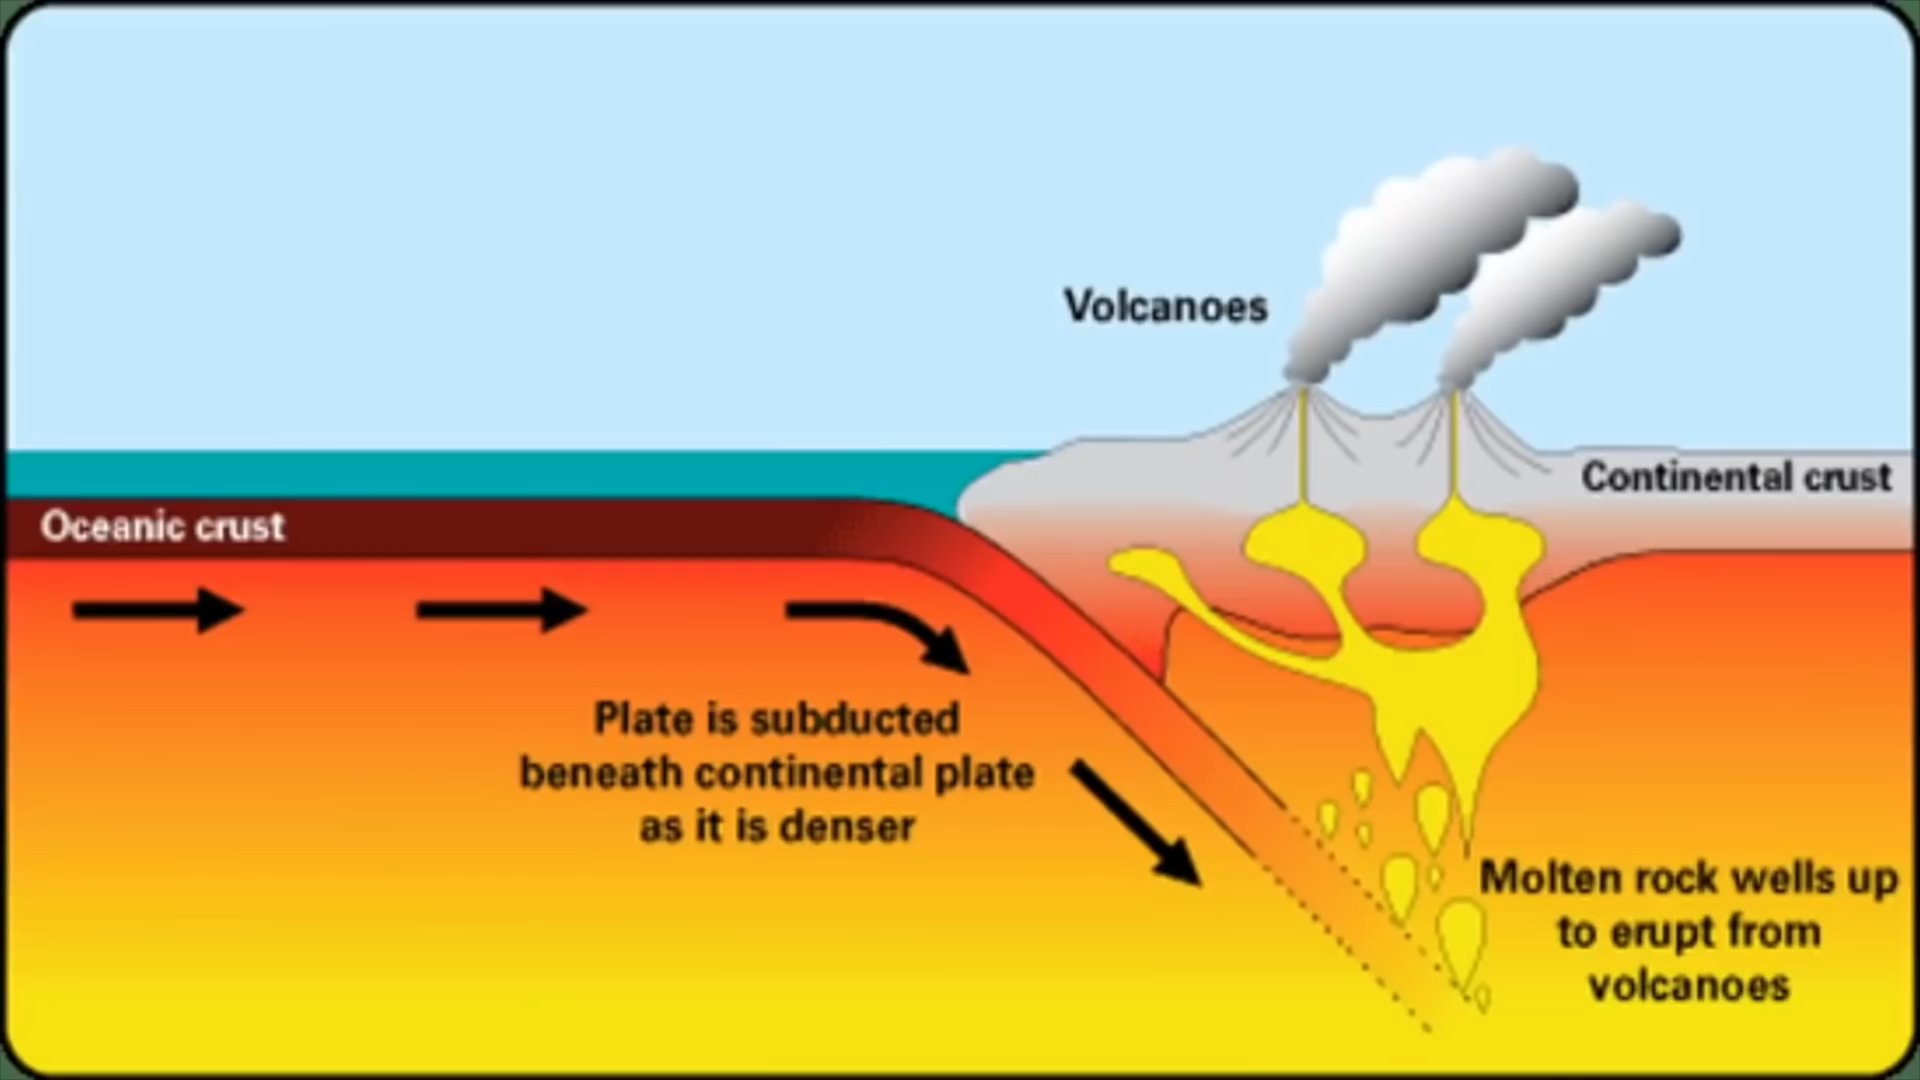 Volcanoes
Continental crust
Oceanic crust
Plate is subducted
beneath continental plate
as it is denser
Molten rock wells up
to erupt from
volcanoes